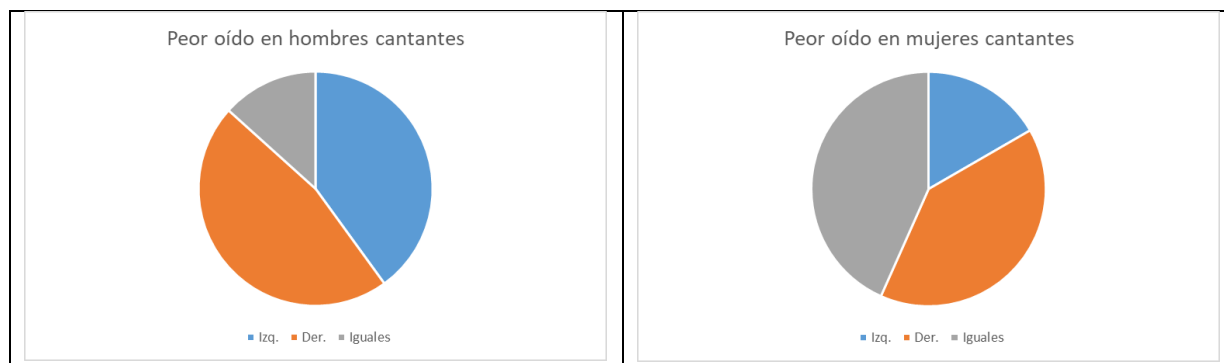 Peor oído en hombres cantantes
Izq. Der. Iguales
Peor oído en mujeres cantantes
Izq. Der. Iguales